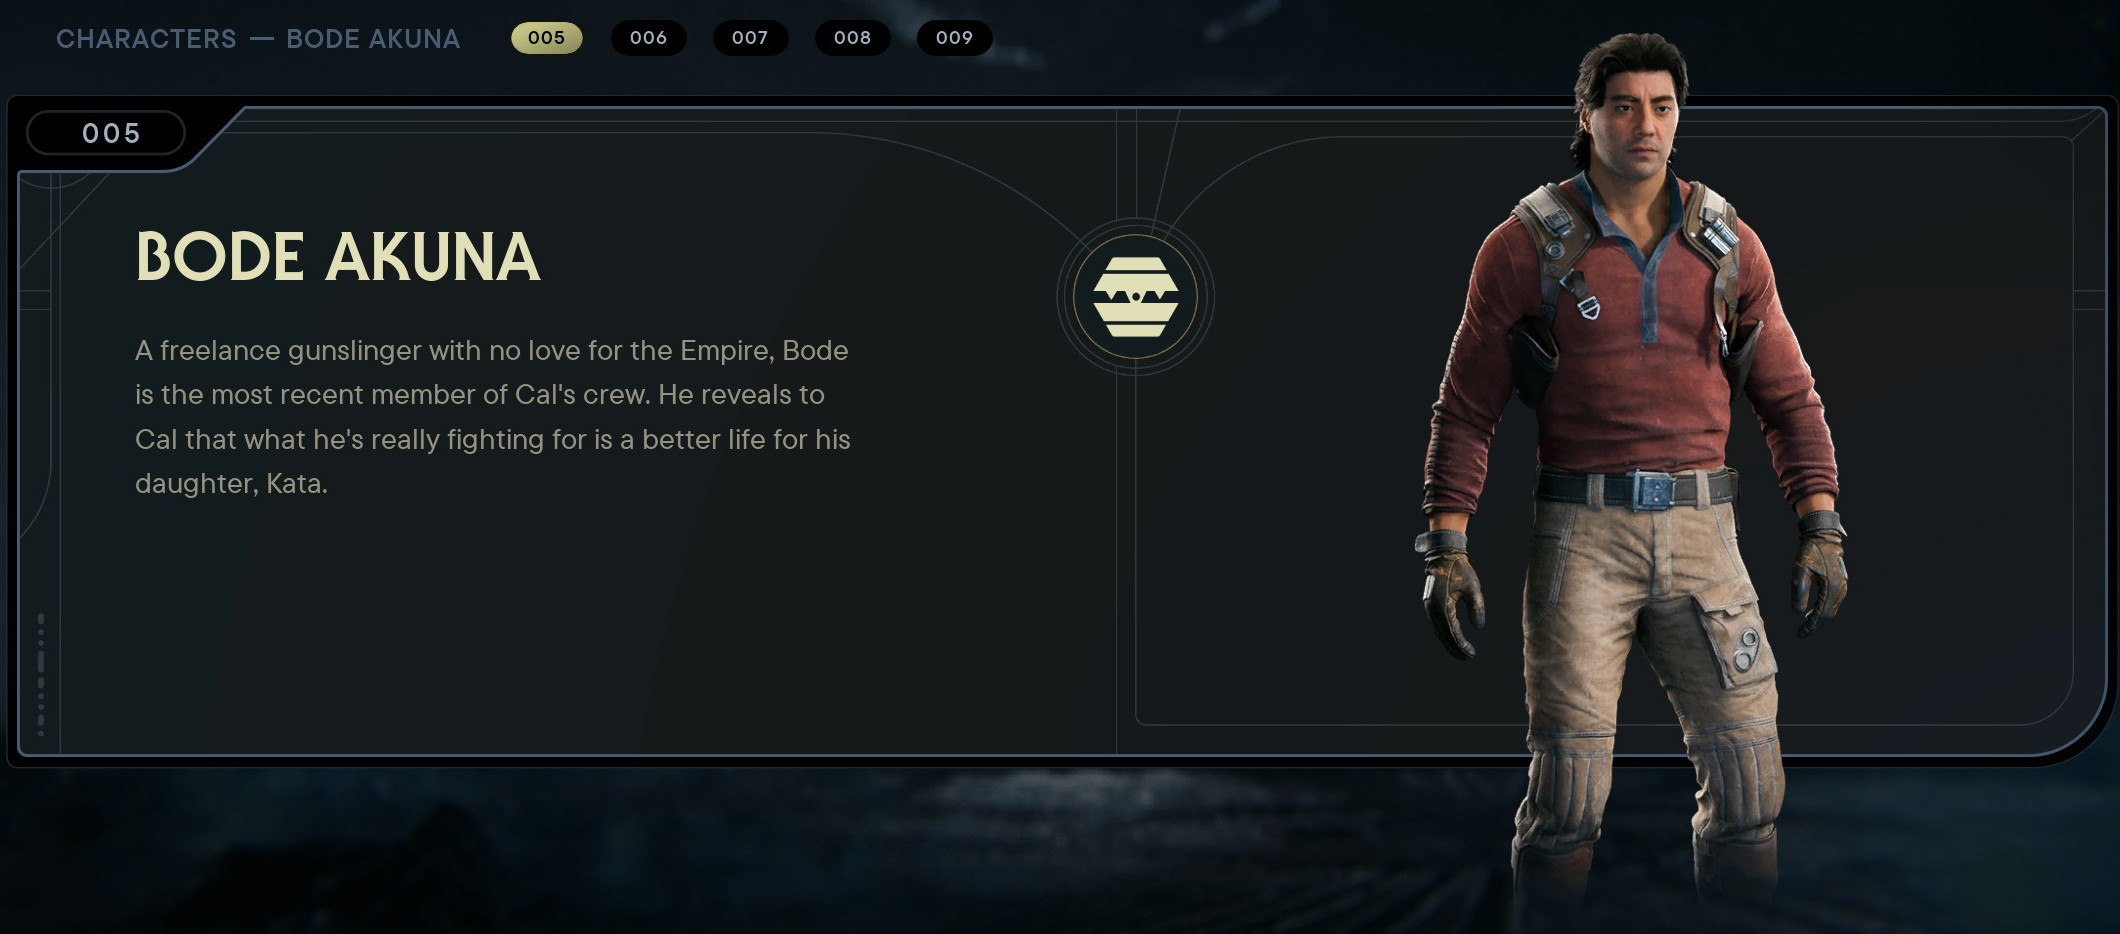 CHARACTERS — BODE AKUNA
005
006
007
008
009
005
BODE AKUNA
A freelance gunslinger with no love for the Empire, Bode
is the most recent member of Cal's crew. He reveals to
Cal that what he's really fighting for is a better life for his
daughter, Kata.